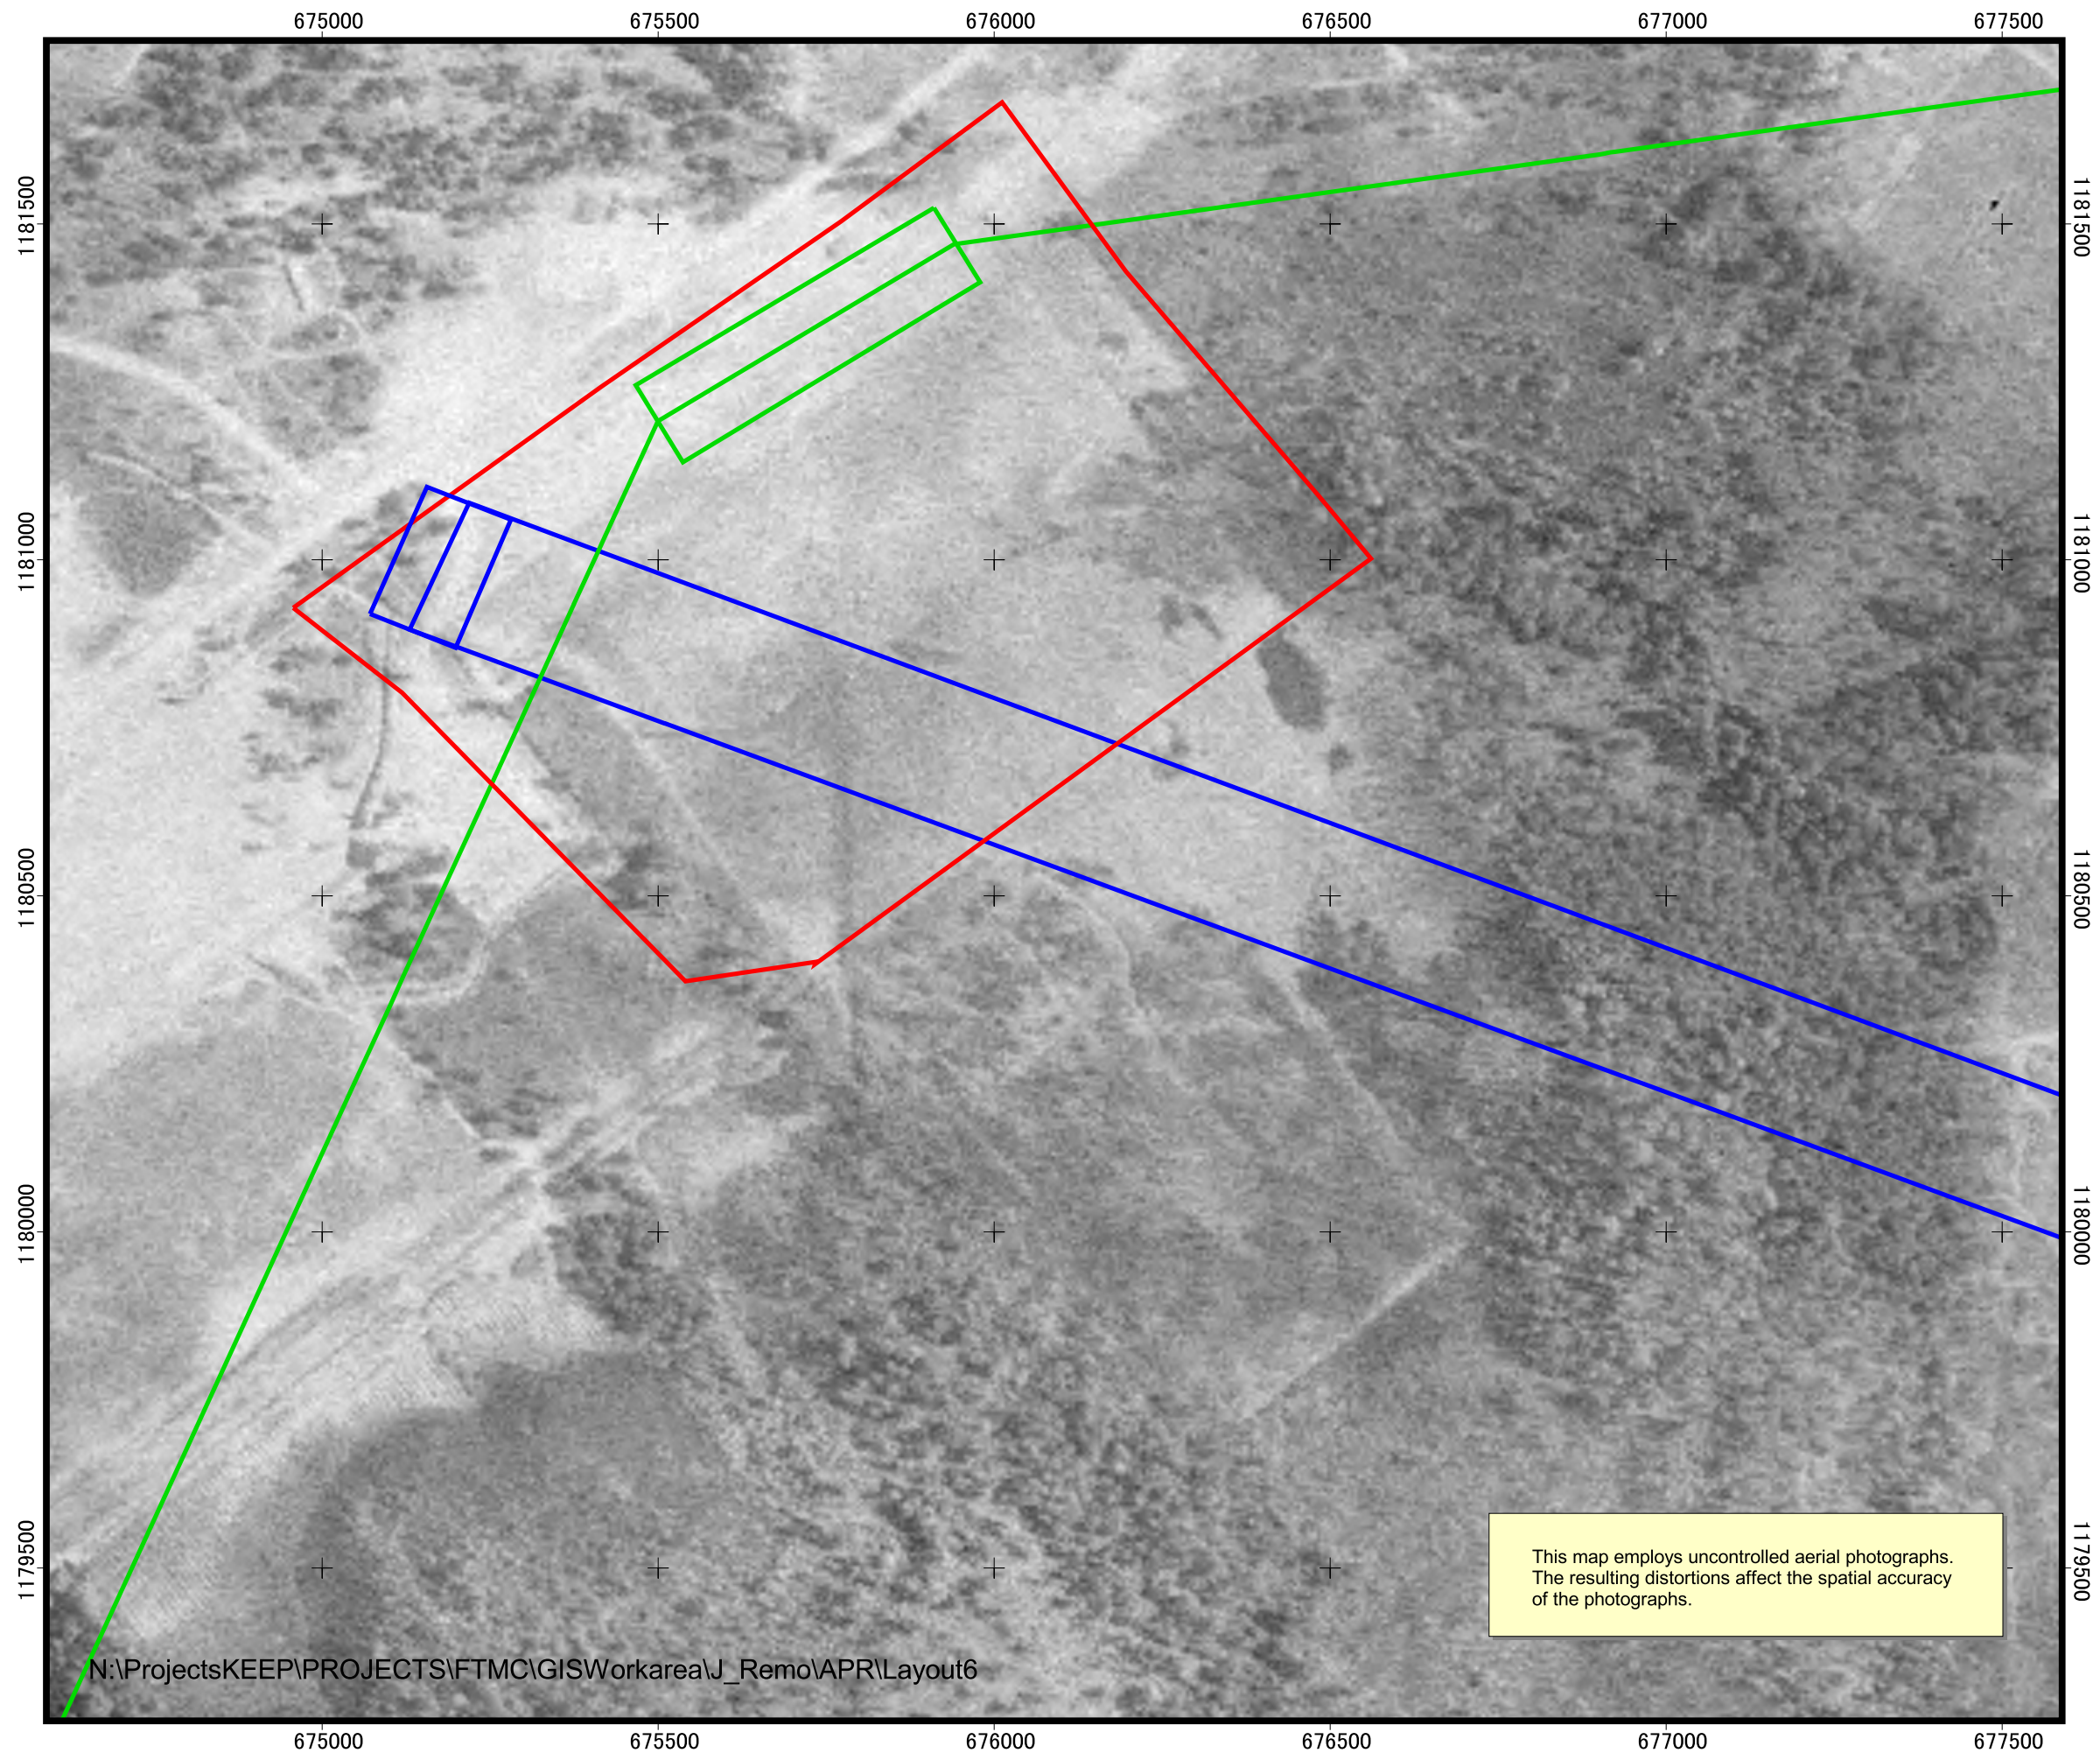 675000 675500 676000 676500 677000 677500
1181500 1181500
1181000 1181000
1180500 1180500
1180000 1180000
1179500 1179500
This map employs uncontrolled aerial photographs.
The resulting distortions affect the spatial accuracy
of the photographs.
N:\ProjectsKEEP\PROJECTS\FTMC\GISWorkarea\J_Remo\APR\Layout6
675000 675500 676000 676500 677000 677500